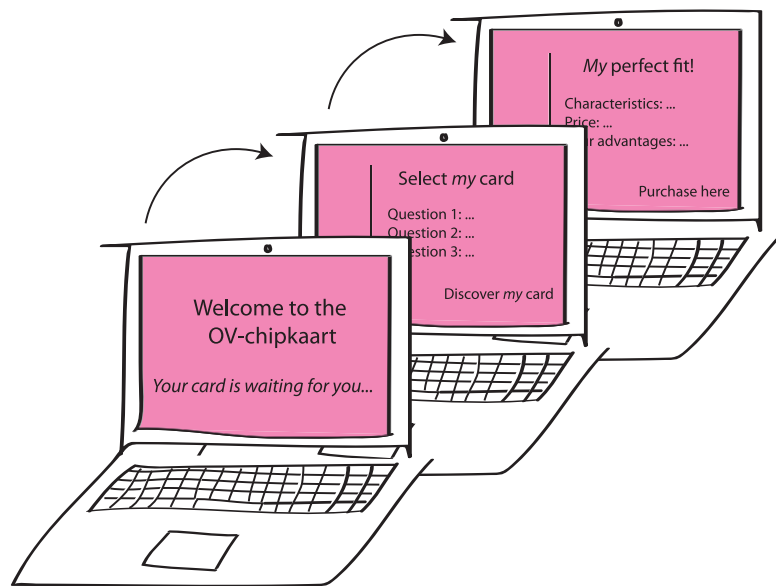 Welcome to the
OV-chipkaart
Your card is waiting for you...
Select my card
Question 1: ...
Question 2: ...
estion 3: ...
Discover my card
My perfect fit!
Characteristics: ...
Price: ...
r advantages: ...
Purchase here